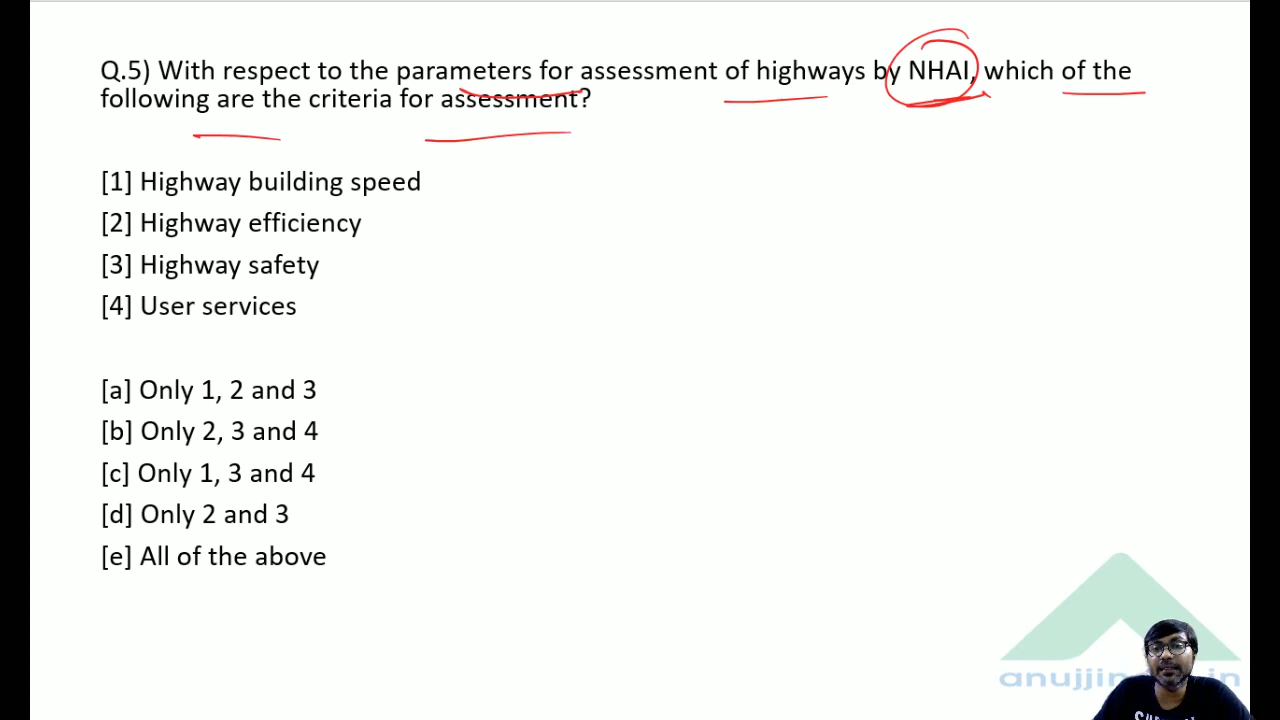 Q.5) With respect to the parameters for assessment of highways by NHAI, which of the
following are the criteria for assessment?
[1] Highway building speed
[2] Highway efficiency
[3] Highway safety
[4] User services
[a] Only 1, 2 and 3
[b] Only 2, 3 and 4
[c] Only 1, 3 and 4
[d] Only 2 and 3
[e] All of the above